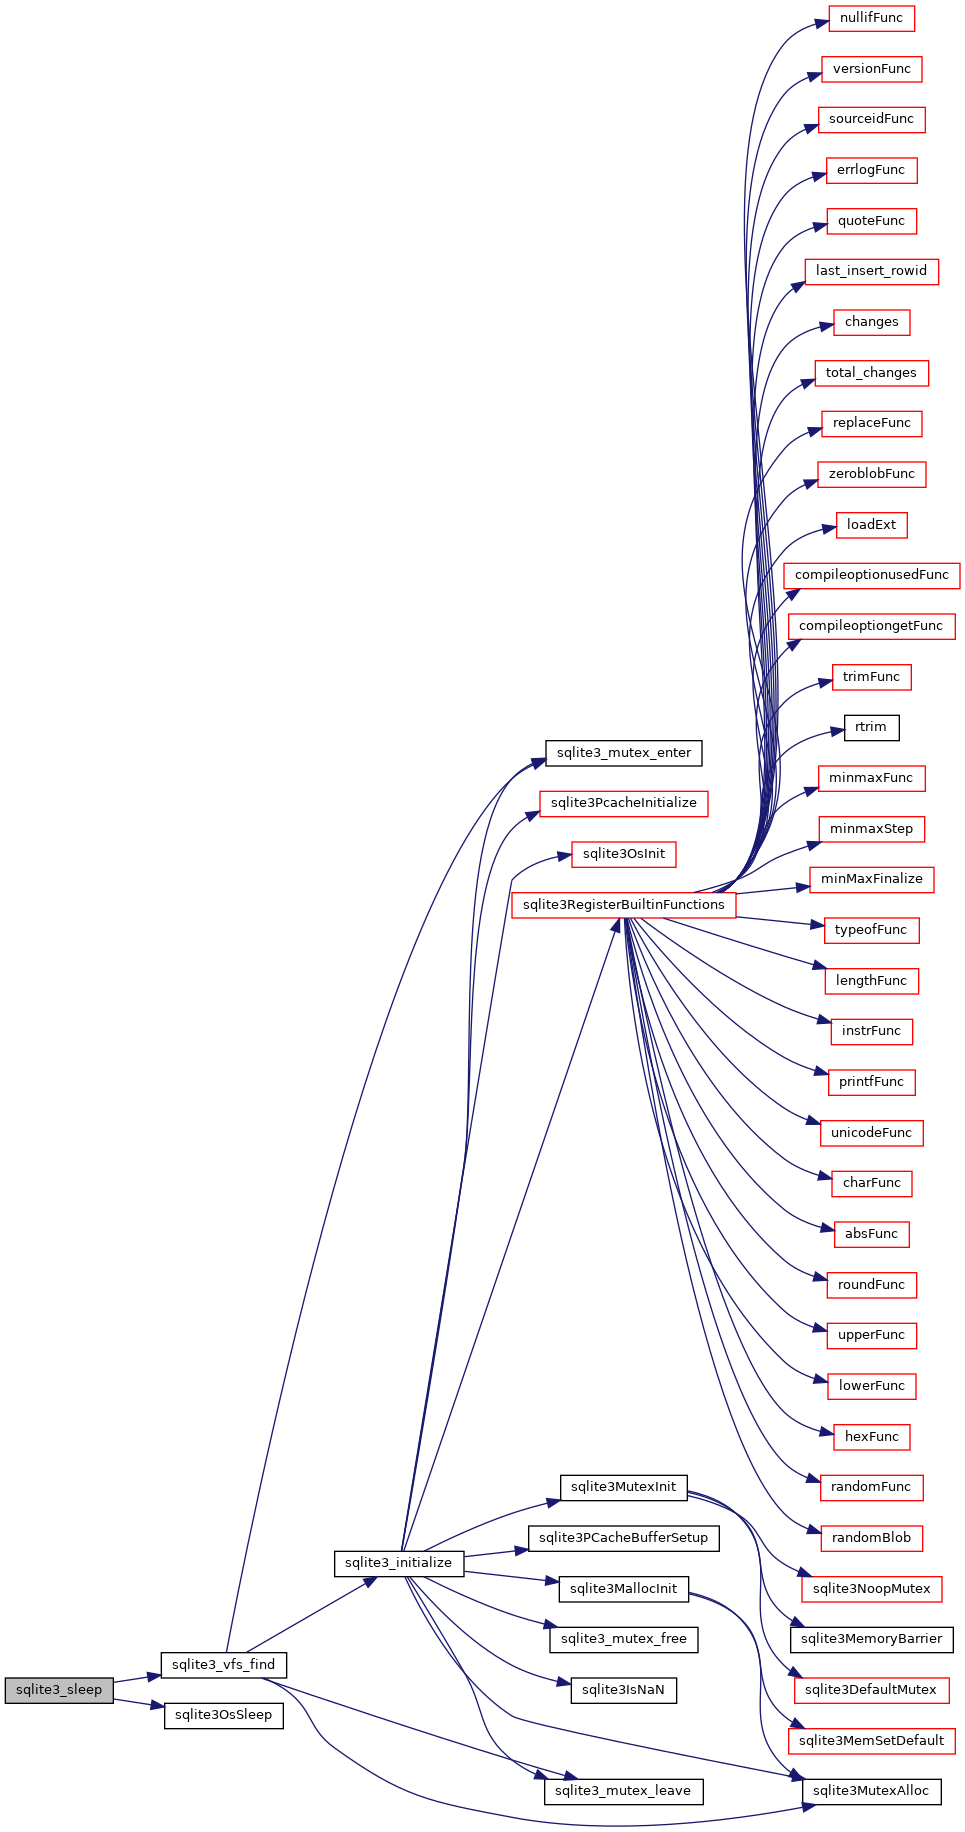 nullifFunc
versionFunc
sourceidFunc
errlogFunc
quoteFunc
last_insert_rowid
changes
total_changes
replaceFunc
zeroblobFunc
loadExt
compileoptionusedFunc
compileoptiongetFunc
trimFunc
rtrim
sqlite3_mutex_enter
minmaxFunc
sqlite3PcacheInitialize
minmaxStep
sqlite3OsInit
minMaxFinalize
sqlite3RegisterBuiltinFunctions
typeofFunc
lengthFunc
instrFunc
printfFunc
unicodeFunc
charFunc
absFunc
roundFunc
upperFunc
lowerFunc
hexFunc
sqlite3MutexInit
randomFunc
sqlite3PCacheBufferSetup
randomBlob
sqlite3_initialize
sqlite3MallocInit
sqlite3NoopMutex
sqlite3_mutex_free
sqlite3MemoryBarrier
sqlite3_vfs_find
sqlite3_sleep
sqlite3IsNaN
sqlite3DefaultMutex
sqlite3OsSleep
sqlite3MemSetDefault
sqlite3_mutex_leave
sqlite3MutexAlloc